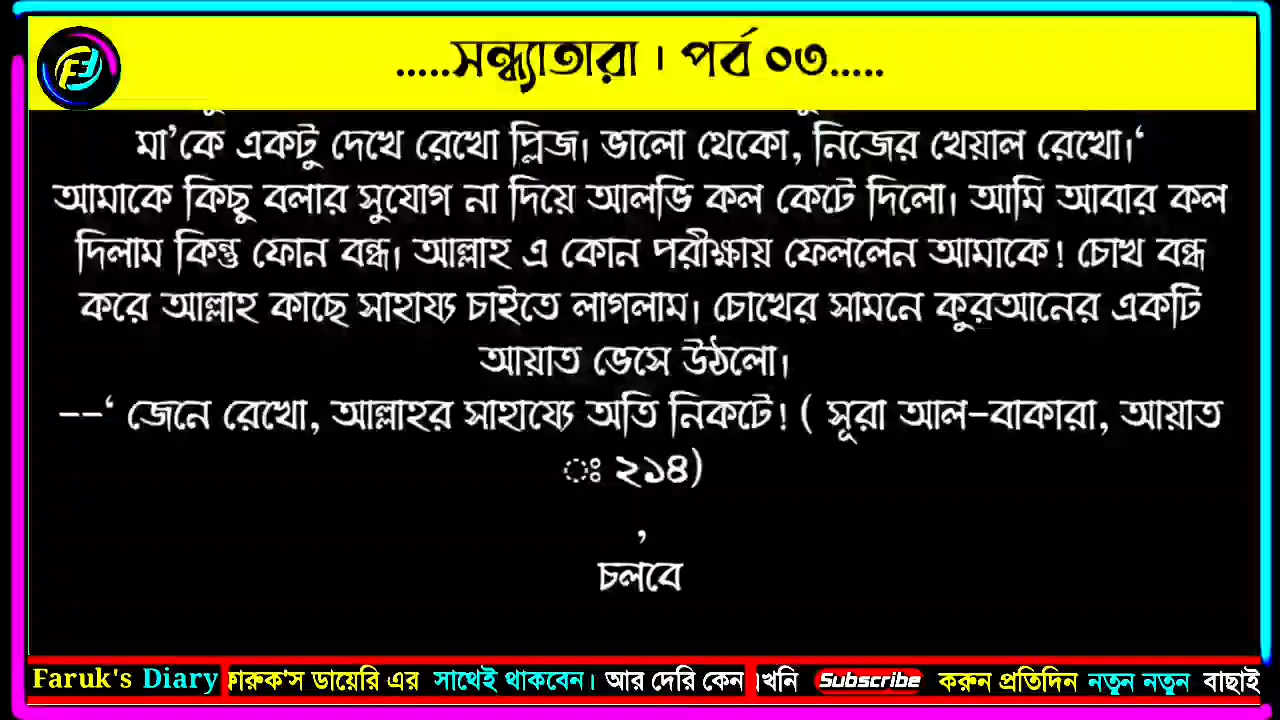 .....সন্ধ্যাতারা । পর্ব ০৩.....
মা’কে একটু দেখে রেখো প্লিজ। ভালো থেকো, নিজের খেয়াল রেখো।‘
আমাকে কিছু বলার সুযোগ না দিয়ে আলভি কল কেটে দিলো। আমি আবার কল
দিলাম কিন্তু ফোন বন্ধ। আল্লাহ এ কোন পরীক্ষায় ফেললেন আমাকে! চোখ বন্ধ
করে আল্লাহ কাছে সাহায্য চাইতে লাগলাম। চোখের সামনে কুরআনের একটি
আয়াত ভেসে উঠলো।
--‘ জেনে রেখো, আল্লাহর সাহায্যে অতি নিকটে! ( সূরা আল-বাকারা, আয়াত
ঃ ২১৪)
,
চলবে
Faruk's Diary ফারুক'স ডায়েরি এর সাথেই থাকবেন। আর দেরি কেন এখনি Subscribe করুন প্রতিদিন নতুন নতুন বাছাই